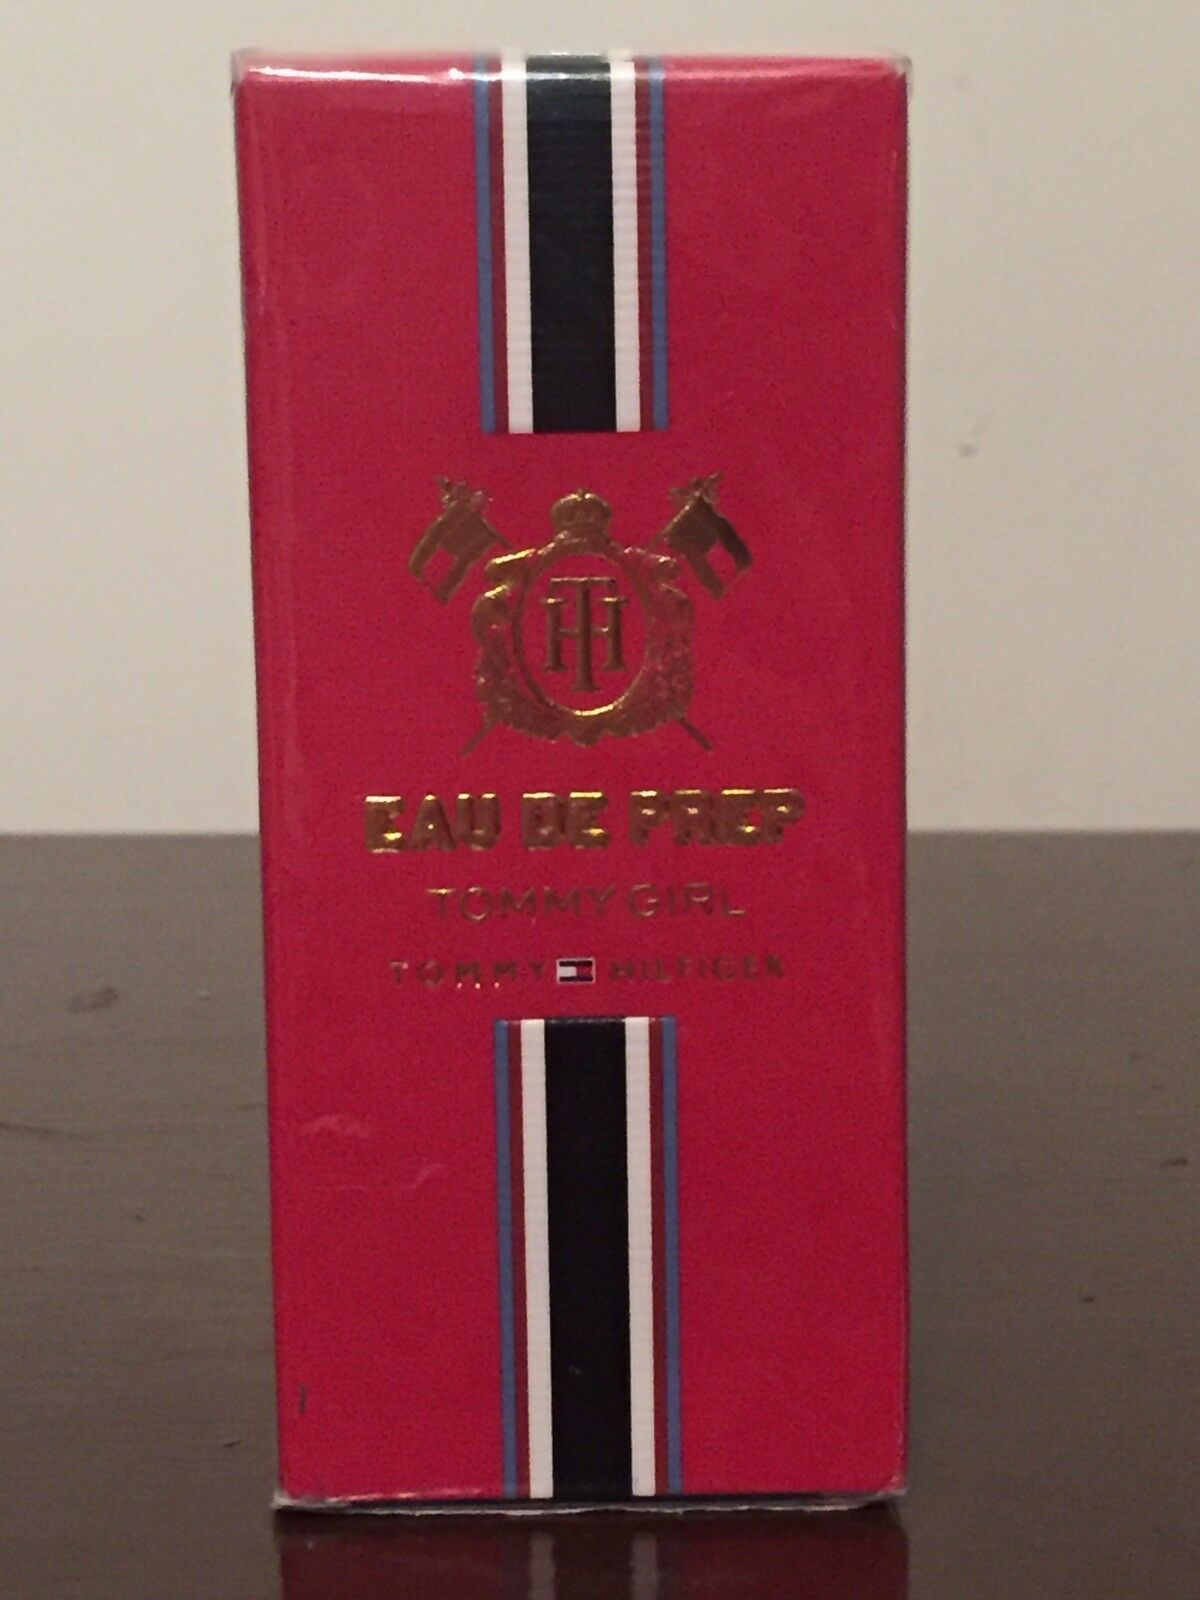 TH
EAU DE PREP
TOMMY GIRL
TOMMY HILFIGER